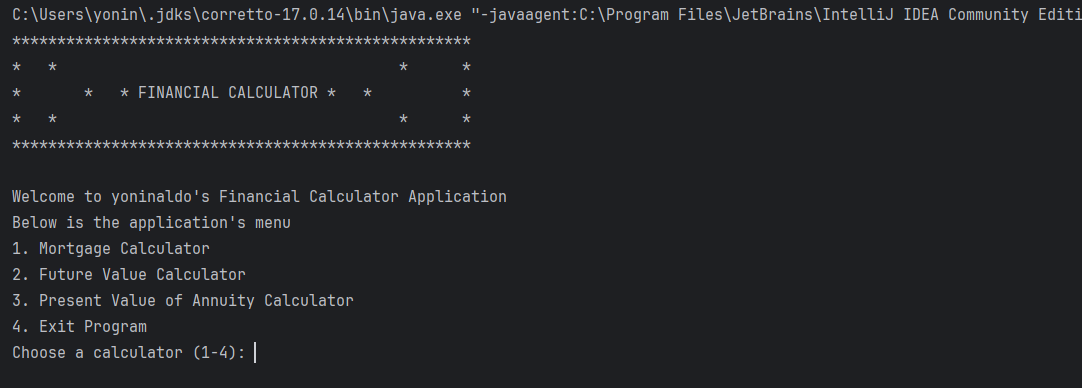 C:\Users\yonin\.jdks\corretto-17.0.14\bin\java.exe "-javaagent:C:\Program Files\JetBrains\IntelliJ IDEA Community Editi
***************************************************
*   *                                      *      *
*       *   * FINANCIAL CALCULATOR *   *          *
*   *                                      *      *
***************************************************
Welcome to yoninaldo's Financial Calculator Application
Below is the application's menu
1. Mortgage Calculator
2. Future Value Calculator
3. Present Value of Annuity Calculator
4. Exit Program
Choose a calculator (1-4):